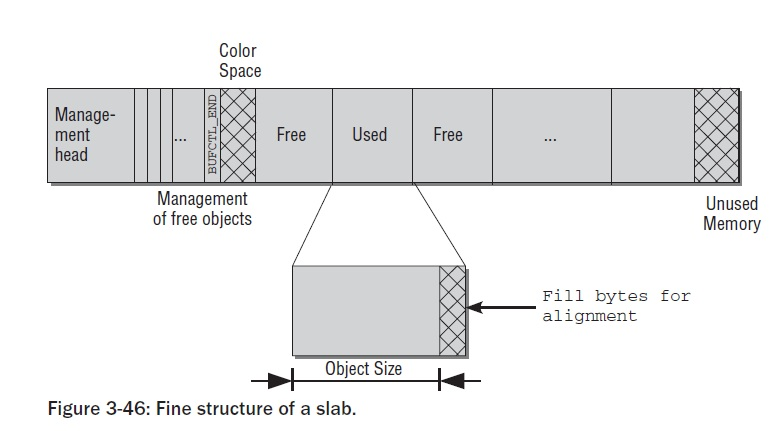 Color
Space
Manage-
ment
head
...
BUFCTL_END
Free
Used
Free
...
Management
of free objects
Unused
Memory
Fill bytes for
alignment
Object Size
Figure 3-46: Fine structure of a slab.